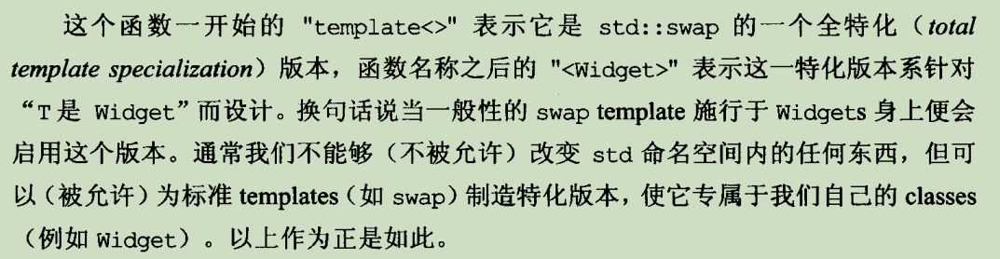 这个函数一开始的 "template<>" 表示它是 std::swap 的一个全特化（total
template specialization）版本，函数名称之后的 "<Widget>" 表示这一特化版本系针对
“T是 Widget”而设计。换句话说当一般性的 swap template 施行于 Widgets 身上便会
启用这个版本。通常我们不能够（不被允许）改变 std 命名空间内的任何东西，但可
以（被允许）为标准 templates（如 swap）制造特化版本，使它专属于我们自己的 classes
（例如 Widget）。以上作为正是如此。